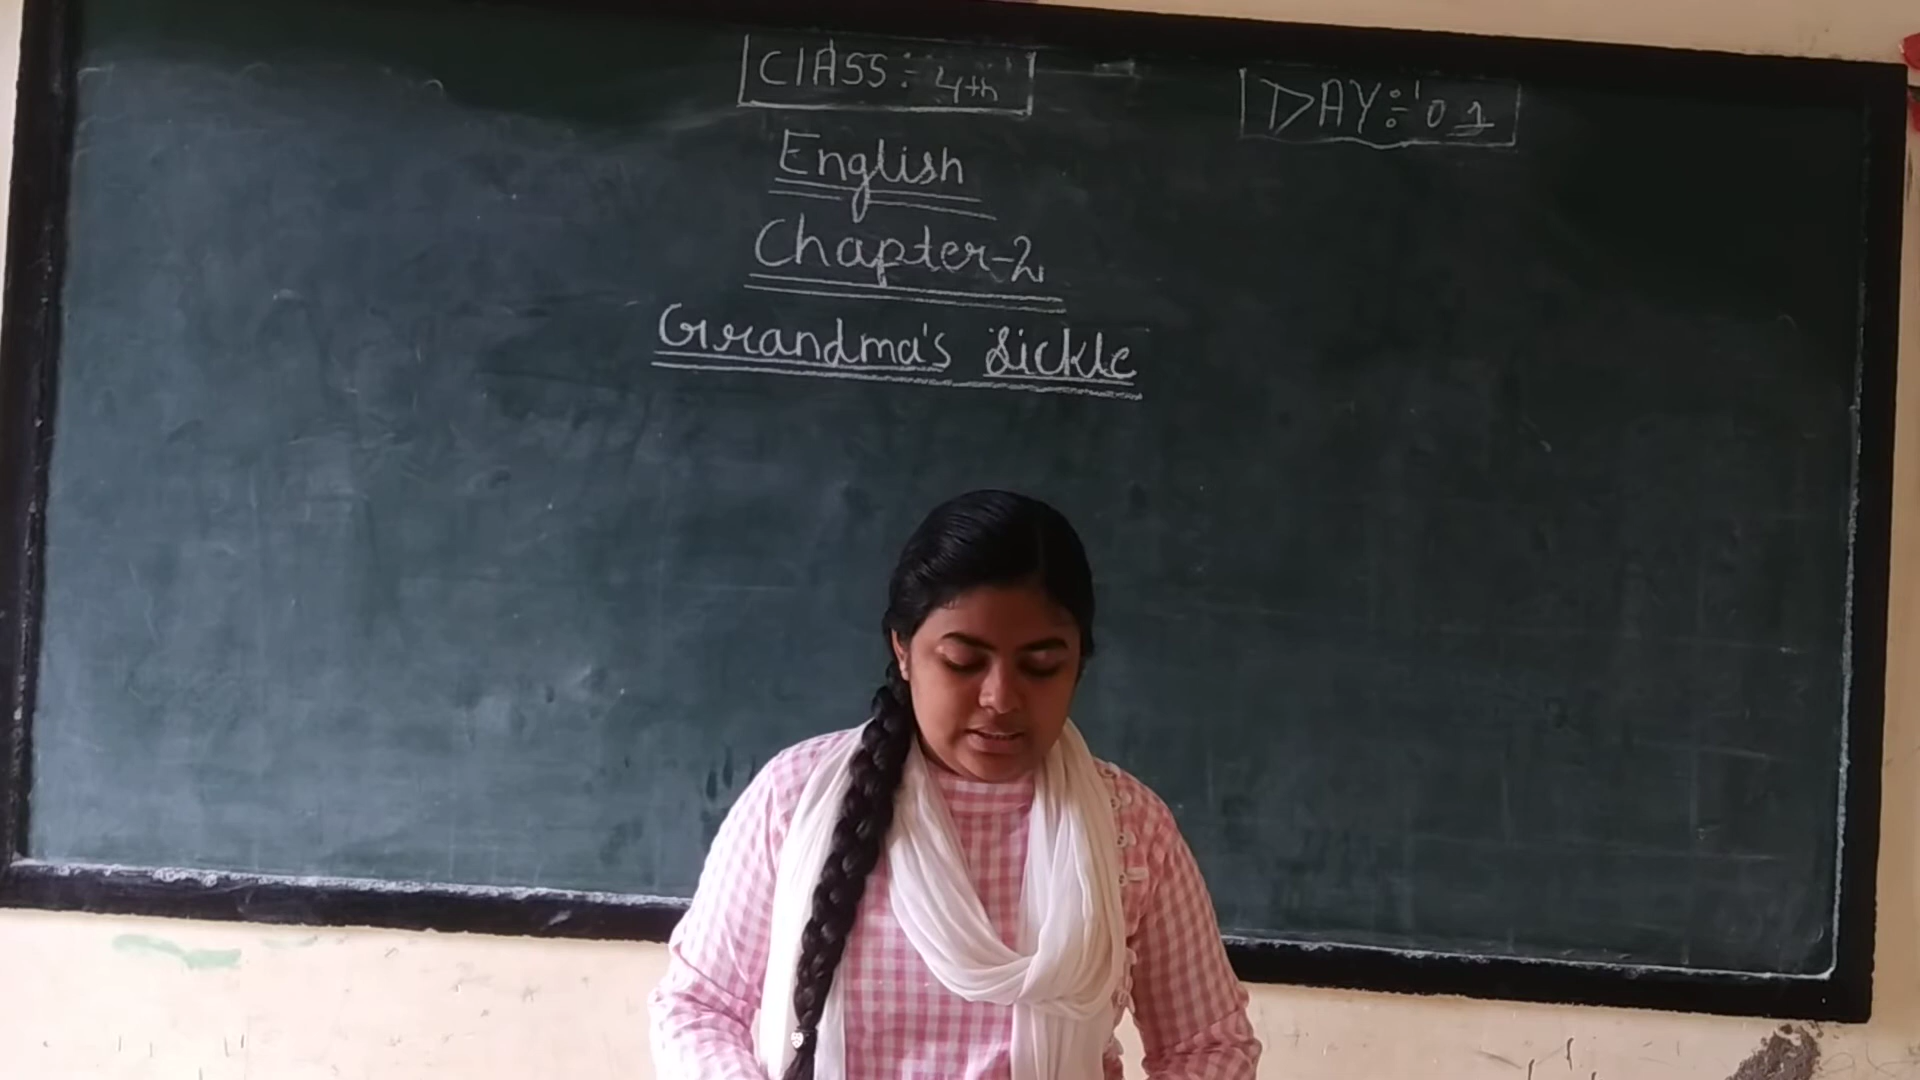 CLASS:- 4th
DAY:- 01
English
Chapter-2
Grandma's Sickle